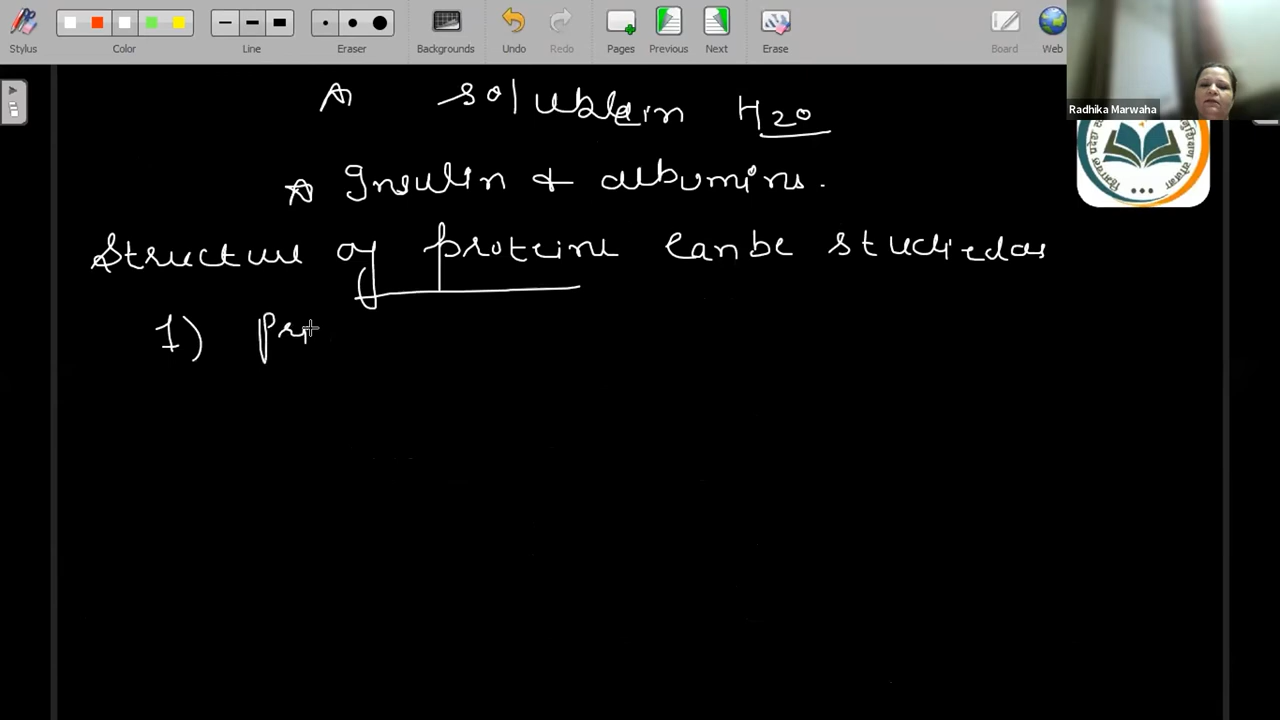 Stylus Color Line Eraser Backgrounds Undo Redo Pages Previous Next Erase Board Web
Radhika Marwaha
soluble in H2O
Insulin & albumins.
Structure of proteins can be studied as
1) Pri